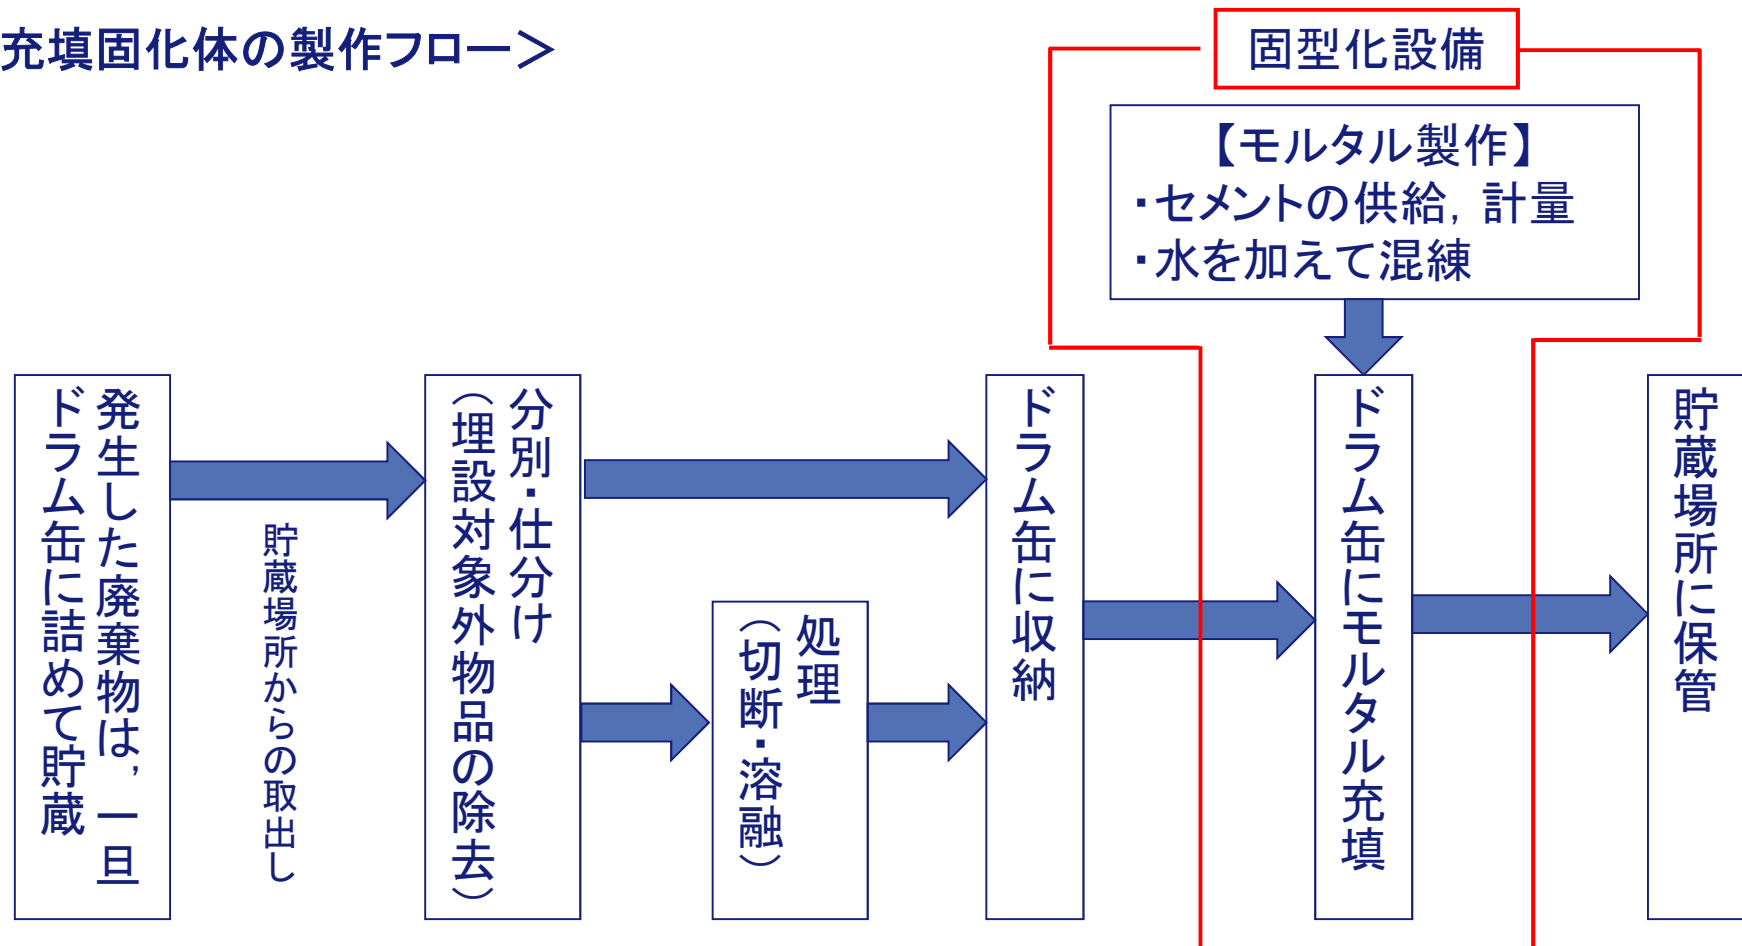 充填固化体の製作フロー＞
固型化設備
【モルタル製作】
・セメントの供給，計量
・水を加えて混練
発生した廃棄物は，一旦
ドラム缶に詰めて貯蔵
貯蔵場所からの取出し
分別・仕分け
（埋設対象外物品の除去）
処理
（切断・溶融）
ドラム缶に収納
ドラム缶にモルタル充填
貯蔵場所に保管